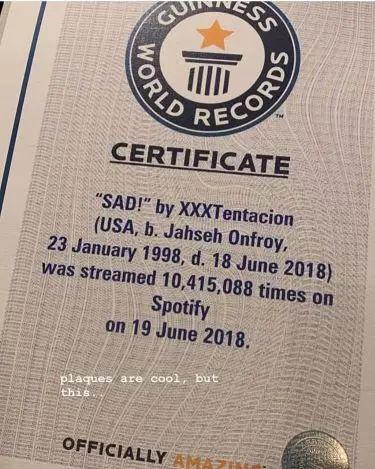 GUINNESS
WORLD RECORDS
TM
CERTIFICATE
"SAD!" by XXXTentacion
(USA, b. Jahseh Onfroy,
23 January 1998, d. 18 June 2018)
was streamed 10,415,088 times on
Spotify
on 19 June 2018.
plaques are cool, but
this..
OFFICIALLY AMAZING